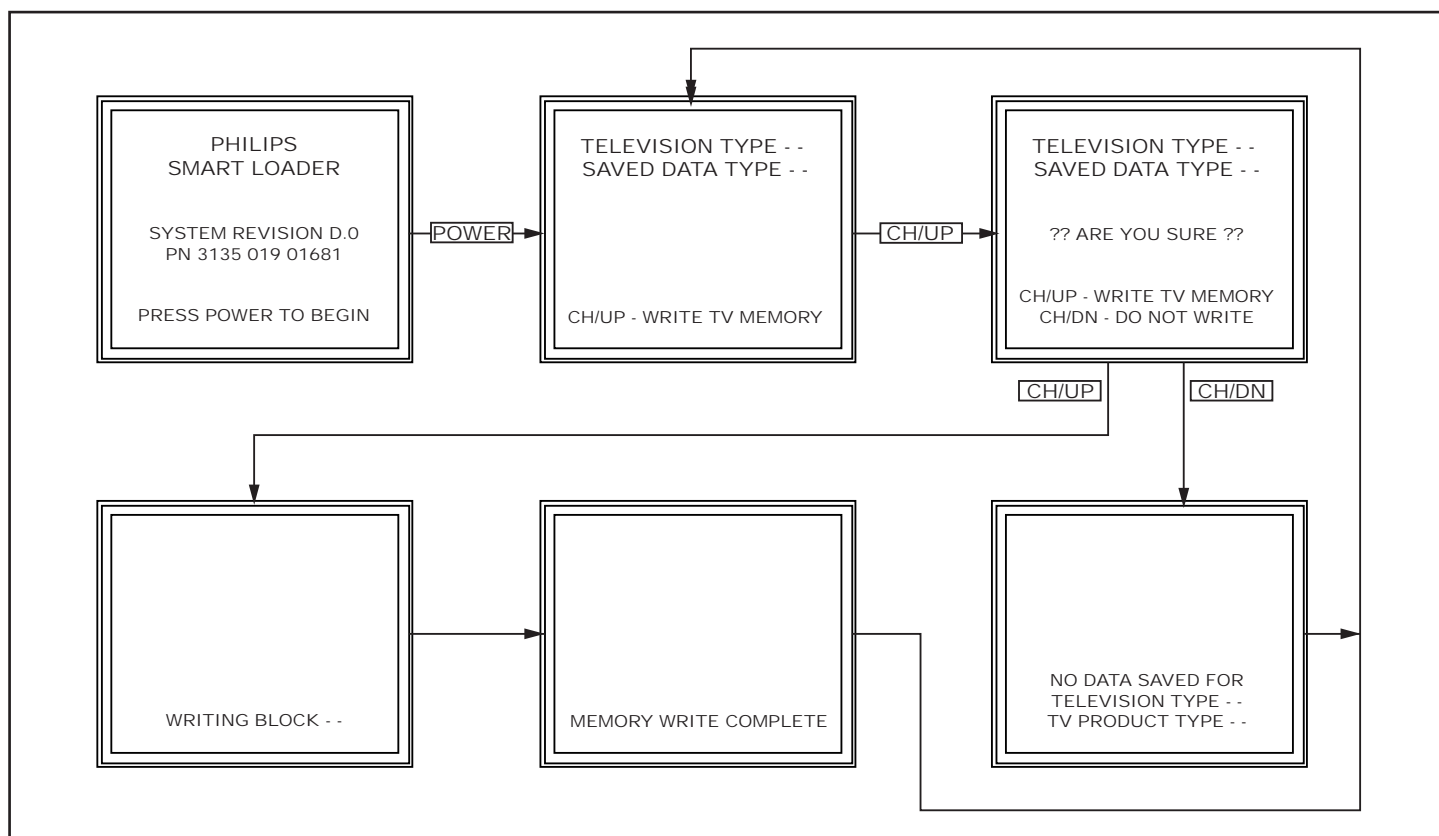 PHILIPS
SMART LOADER
SYSTEM REVISION D.0
PN 3135 019 01681
PRESS POWER TO BEGIN
POWER
TELEVISION TYPE - -
SAVED DATA TYPE - -
CH/UP - WRITE TV MEMORY
CH/UP
TELEVISION TYPE - -
SAVED DATA TYPE - -
?? ARE YOU SURE ??
CH/UP - WRITE TV MEMORY
CH/DN - DO NOT WRITE
CH/UP
CH/DN
WRITING BLOCK - -
MEMORY WRITE COMPLETE
NO DATA SAVED FOR
TELEVISION TYPE - -
TV PRODUCT TYPE - -